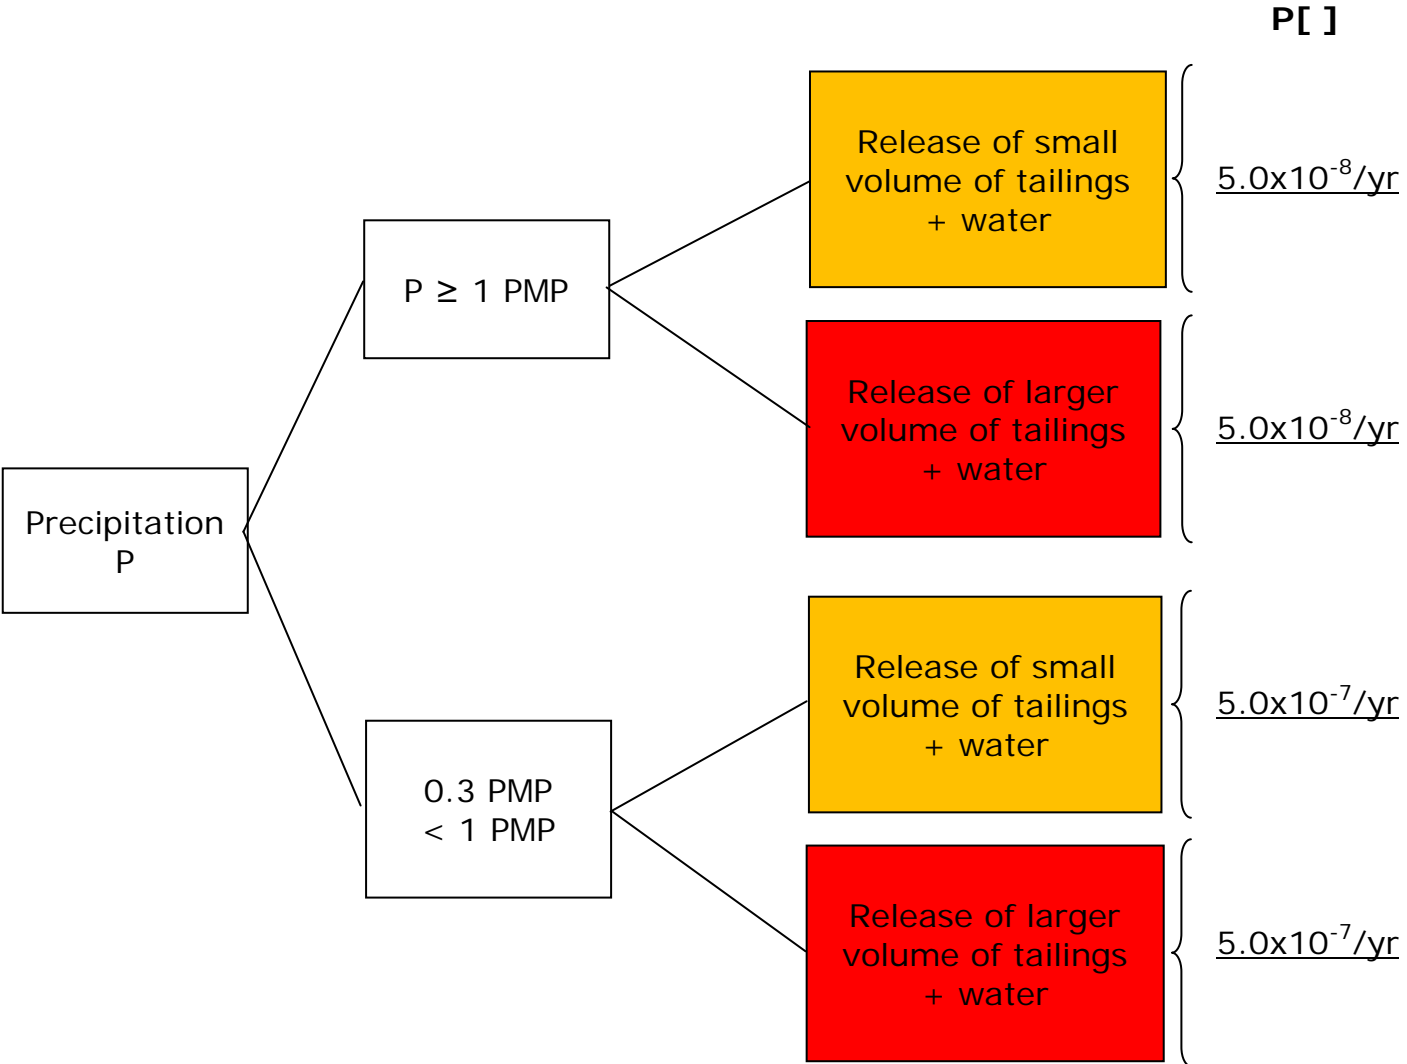 P[ ]
Release of small
volume of tailings
+ water
5.0x10⁻⁸/yr
P ≥ 1 PMP
Release of larger
volume of tailings
+ water
5.0x10⁻⁸/yr
Precipitation
P
Release of small
volume of tailings
+ water
5.0x10⁻⁷/yr
0.3 PMP
< 1 PMP
Release of larger
volume of tailings
+ water
5.0x10⁻⁷/yr